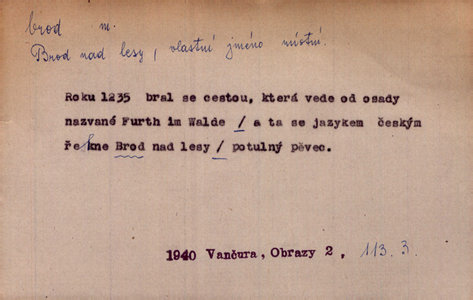 brod m.
Brod nad lesy, vlastní jméno místní.
Roku 1235 bral se cestou, která vede od osady
nazvané Furth im Walde / a ta se jazykem českým
řekne Brod nad lesy / potulný pěvec.
1940 Vančura, Obrazy 2, 113. 3.